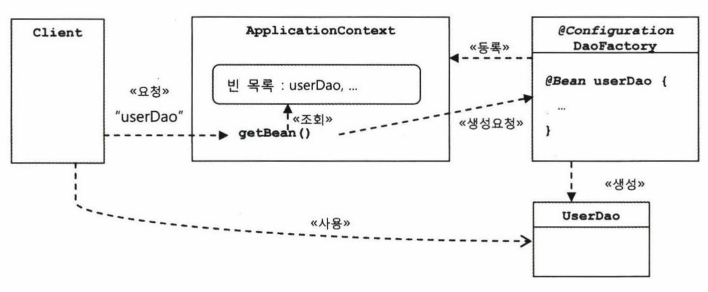 Client
«요청»
“userDao”
ApplicationContext
빈 목록 : userDao, ...
«조회»
getBean()
«등록»
«생성요청»
@Configuration
DaoFactory
@Bean userDao {
...
}
«생성»
UserDao
«사용»